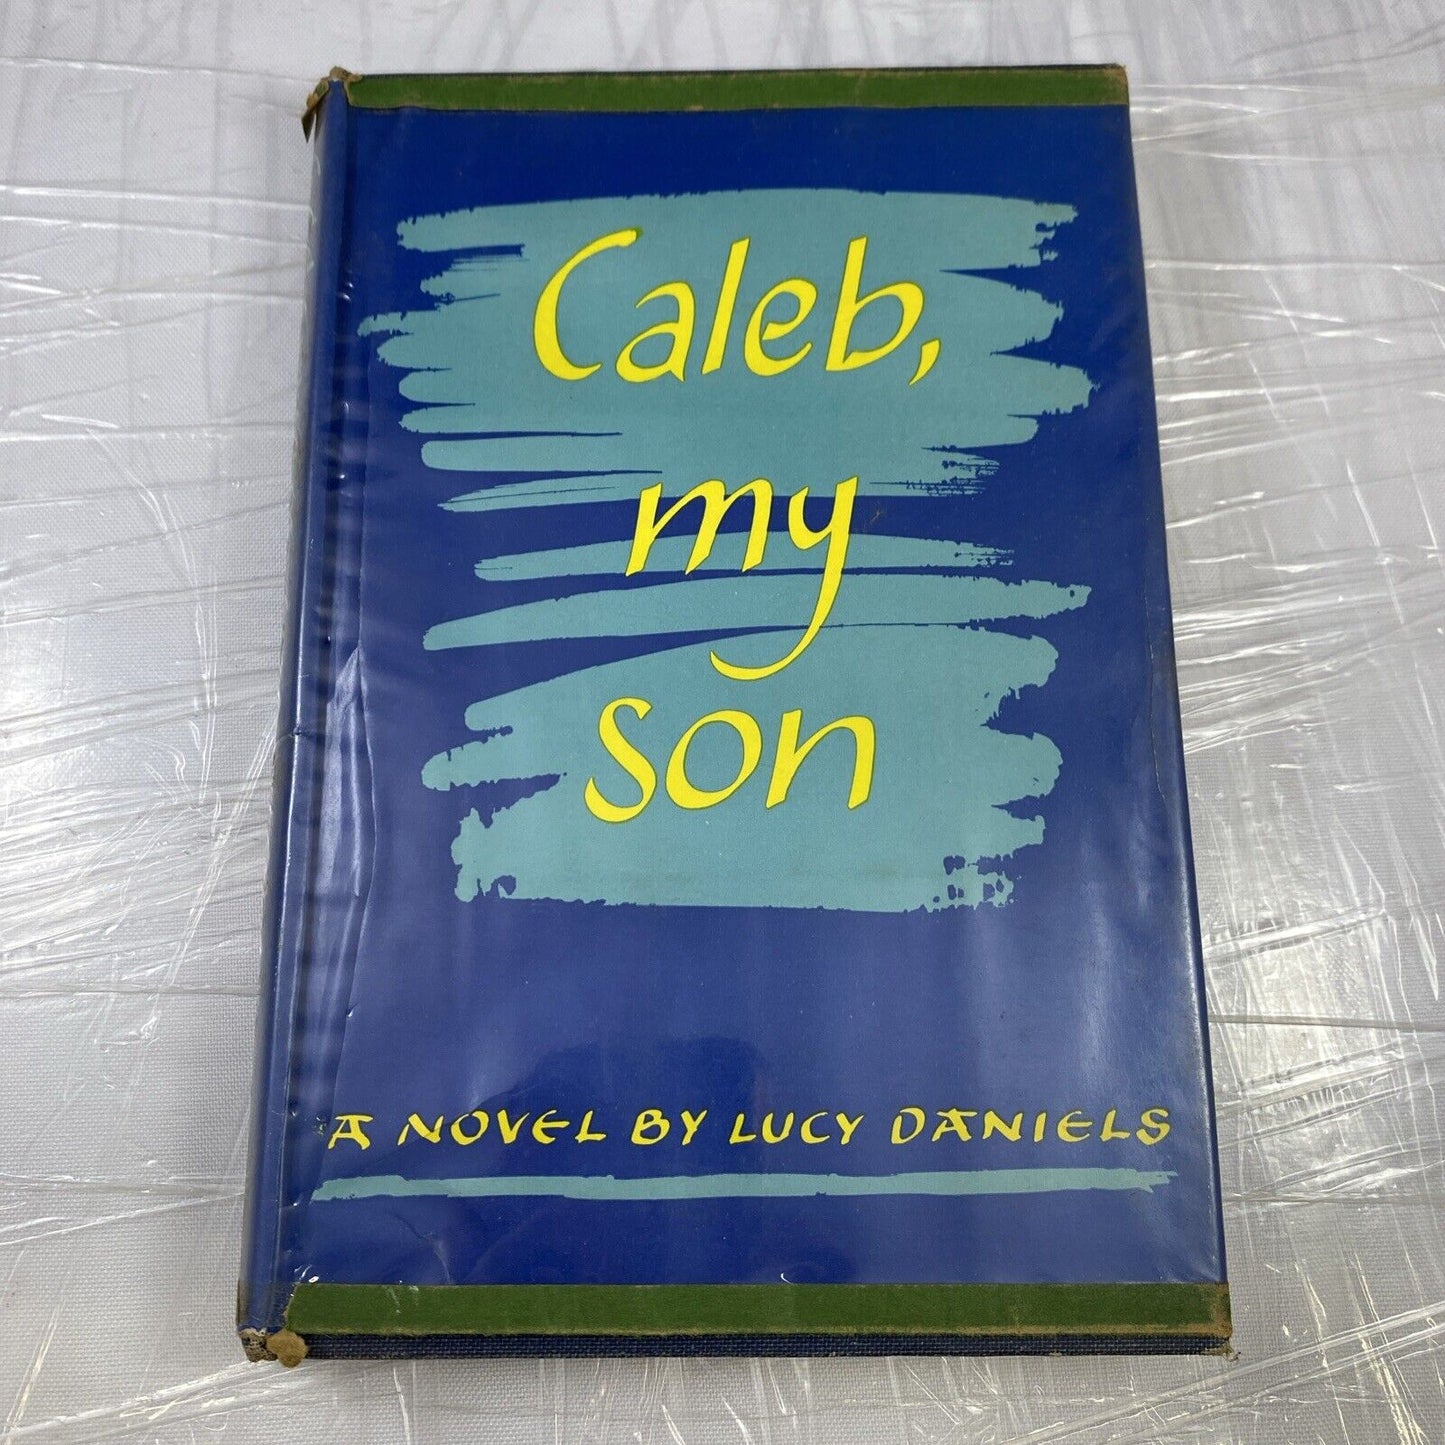 Caleb,
my
son
A NOVEL BY LUCY DANIELS